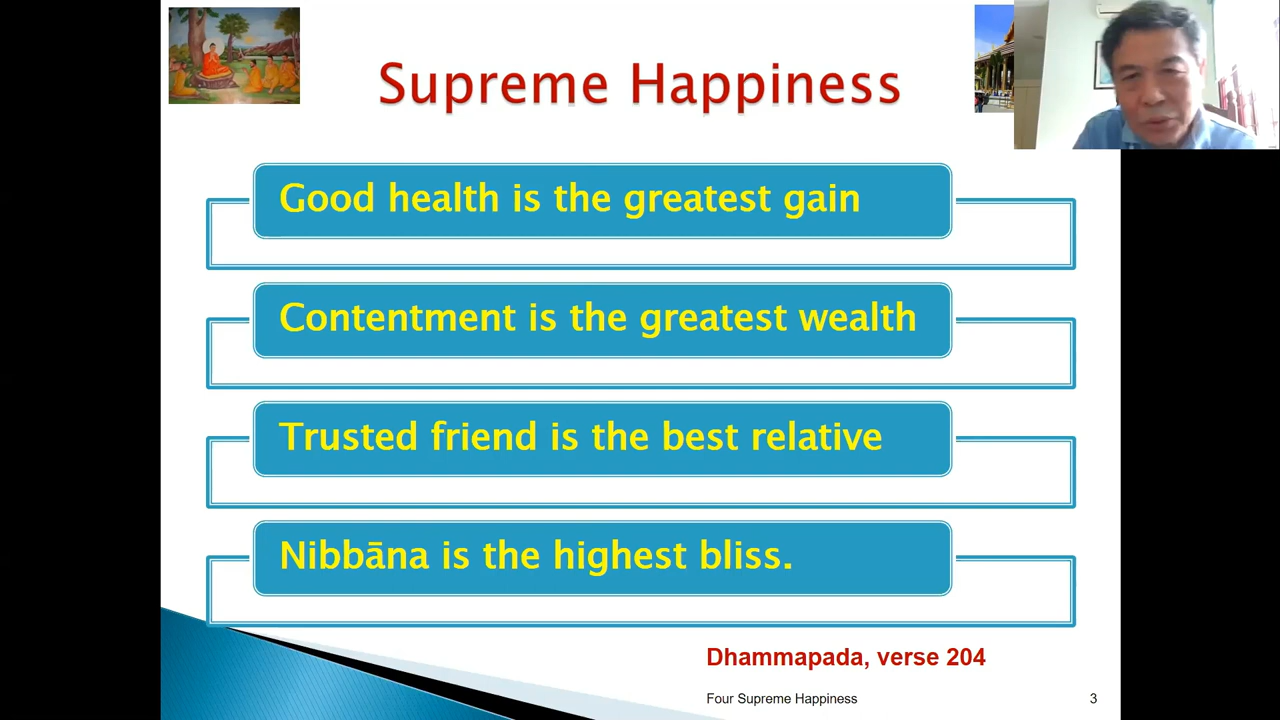 Supreme Happiness
Good health is the greatest gain
Contentment is the greatest wealth
Trusted friend is the best relative
Nibbāna is the highest bliss.
Dhammapada, verse 204
Four Supreme Happiness
3